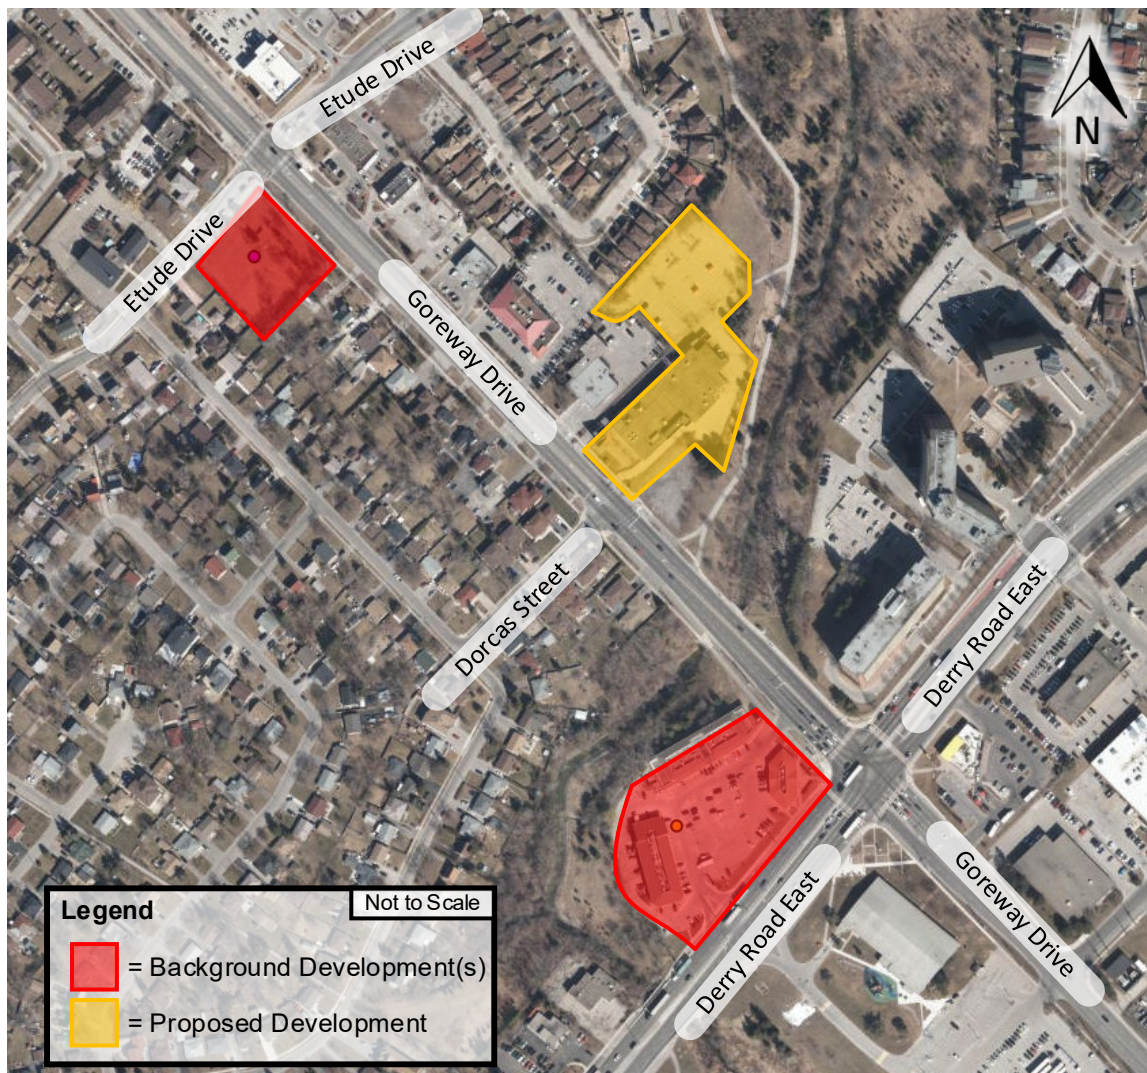 Etude Drive
N
Etude Drive
Goreway Drive
Dorcas Street
Derry Road East
Goreway Drive
Derry Road East
Legend
Not to Scale
= Background Development(s)
= Proposed Development